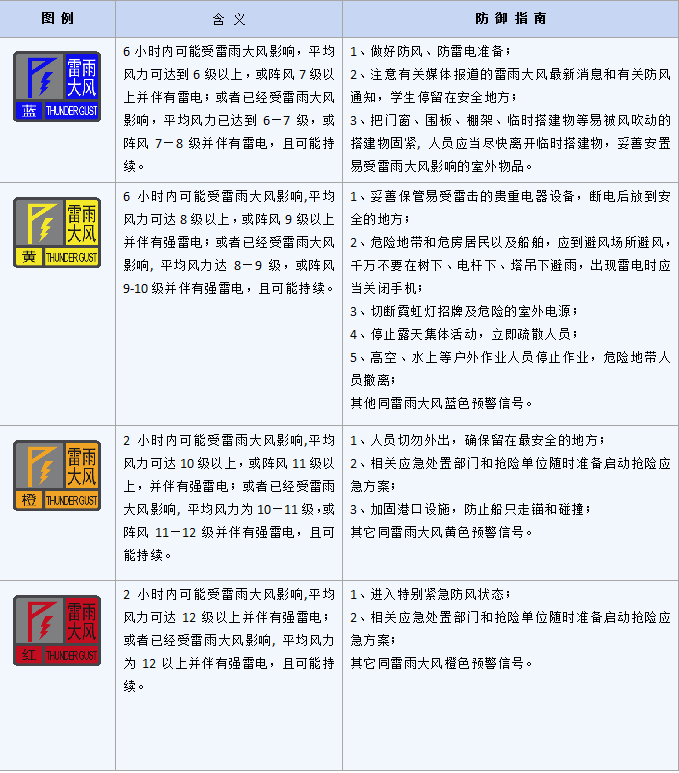 图例
含 义
防御指南
雷雨
大风
蓝 THUNDER GUST
6 小时内可能受雷雨大风影响，平均
风力可达到 6 级以上，或阵风 7 级以
上并伴有雷电；或者已经受雷雨大风
影响，平均风力已达到 6－7 级，或
阵风 7－8 级并伴有雷电，且可能持
续。
1、做好防风、防雷电准备；
2、注意有关媒体报道的雷雨大风最新消息和有关防风
通知，学生停留在安全地方；
3、把门窗、围板、棚架、临时搭建物等易被风吹动的
搭建物固紧, 人员应当尽快离开临时搭建物，妥善安置
易受雷雨大风影响的室外物品。
雷雨
大风
黄 THUNDER GUST
6 小时内可能受雷雨大风影响,平均
风力可达 8 级以上，或阵风 9 级以上
并伴有强雷电；或者已经受雷雨大风
影响, 平均风力达 8－9 级，或阵风
9-10 级并伴有强雷电，且可能持续。
1、妥善保管易受雷击的贵重电器设备，断电后放到安
全的地方；
2、危险地带和危房居民以及船舶，应到避风场所避风，
千万不要在树下、电杆下、塔吊下避雨，出现雷电时应
当关闭手机；
3、切断霓虹灯招牌及危险的室外电源；
4、停止露天集体活动，立即疏散人员；
5、高空、水上等户外作业人员停止作业，危险地带人
员撤离；
其他同雷雨大风蓝色预警信号。
雷雨
大风
橙 THUNDER GUST
2 小时内可能受雷雨大风影响,平均
风力可达 10 级以上，或阵风 11 级以
上，并伴有强雷电；或者已经受雷雨
大风影响, 平均风力为 10－11 级，或
阵风 11－12 级并伴有强雷电，且可
能持续。
1、人员切勿外出，确保留在最安全的地方；
2、相关应急处置部门和抢险单位随时准备启动抢险应
急方案；
3、加固港口设施，防止船只走锚和碰撞；
其它同雷雨大风黄色预警信号。
雷雨
大风
红 THUNDER GUST
2 小时内可能受雷雨大风影响,平均
风力可达 12 级以上并伴有强雷电；
或者已经受雷雨大风影响, 平均风力
为 12 以上并伴有强雷电，且可能持
续。
1、进入特别紧急防风状态；
2、相关应急处置部门和抢险单位随时准备启动抢险应
急方案；
其它同雷雨大风橙色预警信号。